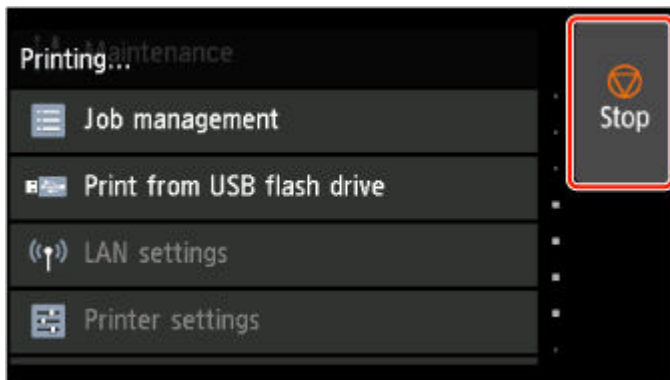 Maintenance
Printing...
Stop
Job management
Print from USB flash drive
LAN settings
Printer settings